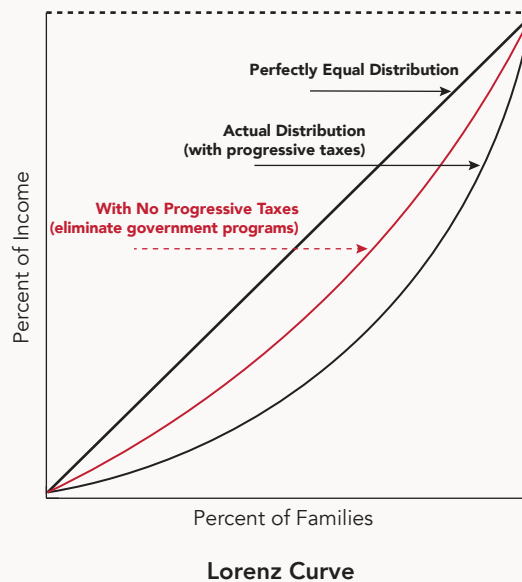 Perfectly Equal Distribution
Actual Distribution
(with progressive taxes)
With No Progressive Taxes
(eliminate government programs)
Percent of Income
Percent of Families
Lorenz Curve